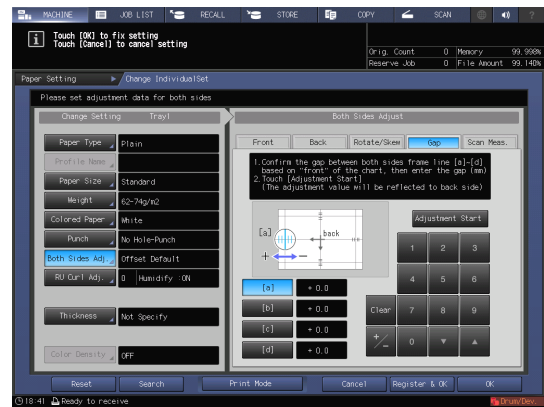 MACHINE JOB LIST RECALL STORE COPY SCAN ?
Touch [OK] to fix setting
Touch [Cancel] to cancel setting
Orig. Count 0 Memory 99.998%
Reserve Job 0 File Amount 99.140%
Paper Setting Change IndividualSet
Please set adjustment data for both sides
Change Setting Tray1
Both Sides Adjust
Paper Type Plain
Profile Name
Paper Size Standard
Weight 62-74g/m2
Colored Paper White
Punch No Hole-Punch
Both Sides Adj. Offset Default
RU Curl Adj. 0 Humidify :ON
Thickness Not Specify
Color Density OFF
Front Back Rotate/Skew Gap Scan Meas.
1.Confirm the gap between both sides frame line [a]-[d]
based on "front" of the chart, then enter the gap (mm)
2.Touch [Adjustment Start]
(The adjustment value will be reflected to back side)
[a] back
+ -
Adjustment Start
1 2 3
4 5 6
Clear 7 8 9
+/- 0 ▼ ▲
[a] + 0.0
[b] + 0.0
[c] + 0.0
[d] + 0.0
Reset Search Print Mode Cancel Register & OK OK
18:41 Ready to receive Drum/Dev.